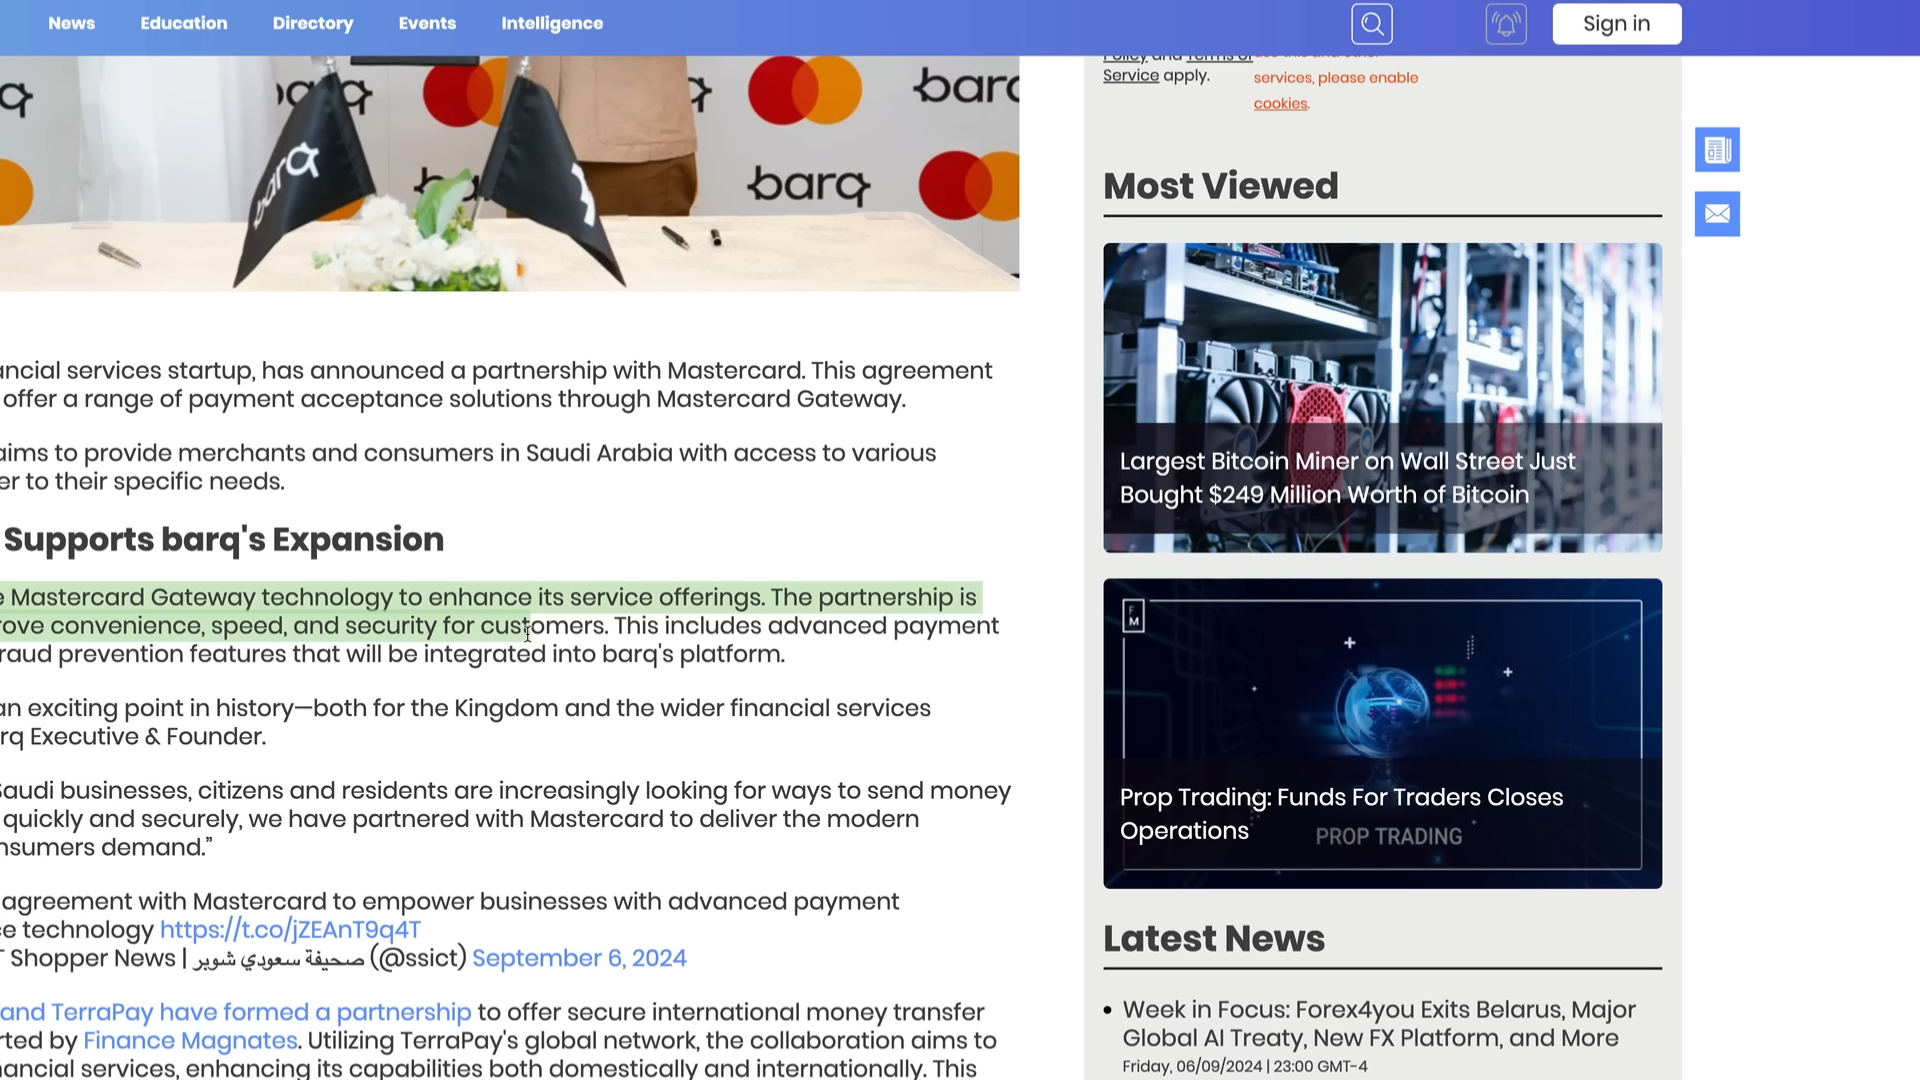 News Education Directory Events Intelligence
Sign in
barq
barq
barq
barq
ancial services startup, has announced a partnership with Mastercard. This agreement
offer a range of payment acceptance solutions through Mastercard Gateway.
aims to provide merchants and consumers in Saudi Arabia with access to various
er to their specific needs.
Supports barq's Expansion
e Mastercard Gateway technology to enhance its service offerings. The partnership is
rove convenience, speed, and security for customers. This includes advanced payment
raud prevention features that will be integrated into barq's platform.
an exciting point in history—both for the Kingdom and the wider financial services
rq Executive & Founder.
Saudi businesses, citizens and residents are increasingly looking for ways to send money
quickly and securely, we have partnered with Mastercard to deliver the modern
nsumers demand.”
agreement with Mastercard to empower businesses with advanced payment
ce technology https://t.co/jZEAnT9q4T
T Shopper News | صحيفة سعودي شوبر (@ssict) September 6, 2024
and TerraPay have formed a partnership to offer secure international money transfer
rted by Finance Magnates. Utilizing TerraPay's global network, the collaboration aims to
nancial services, enhancing its capabilities both domestically and internationally. This
Policy and Terms of
Service apply.
services, please enable
cookies.
Most Viewed
Largest Bitcoin Miner on Wall Street Just
Bought $249 Million Worth of Bitcoin
F
M
Prop Trading: Funds For Traders Closes
Operations
PROP TRADING
Latest News
Week in Focus: Forex4you Exits Belarus, Major
Global AI Treaty, New FX Platform, and More
Friday, 06/09/2024 | 23:00 GMT-4